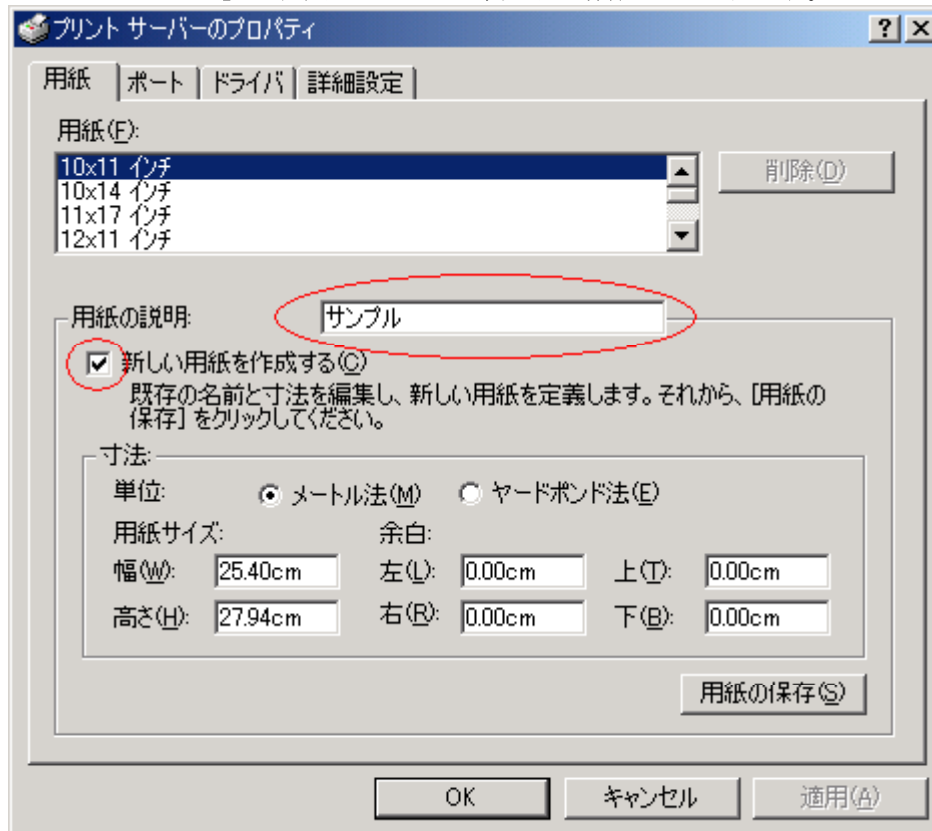 プリント サーバーのプロパティ
用紙 ポート ドライバ 詳細設定
用紙(F):
10x11 インチ
10x14 インチ
11x17 インチ
12x11 インチ
削除(D)
用紙の説明: サンプル
新しい用紙を作成する(C)
既存の名前と寸法を編集し、新しい用紙を定義します。それから、[用紙の
保存] をクリックしてください。
寸法:
単位: メートル法(M) ヤードポンド法(E)
用紙サイズ: 余白:
幅(W): 25.40cm 左(L): 0.00cm 上(T): 0.00cm
高さ(H): 27.94cm 右(R): 0.00cm 下(B): 0.00cm
用紙の保存(S)
OK キャンセル 適用(A)